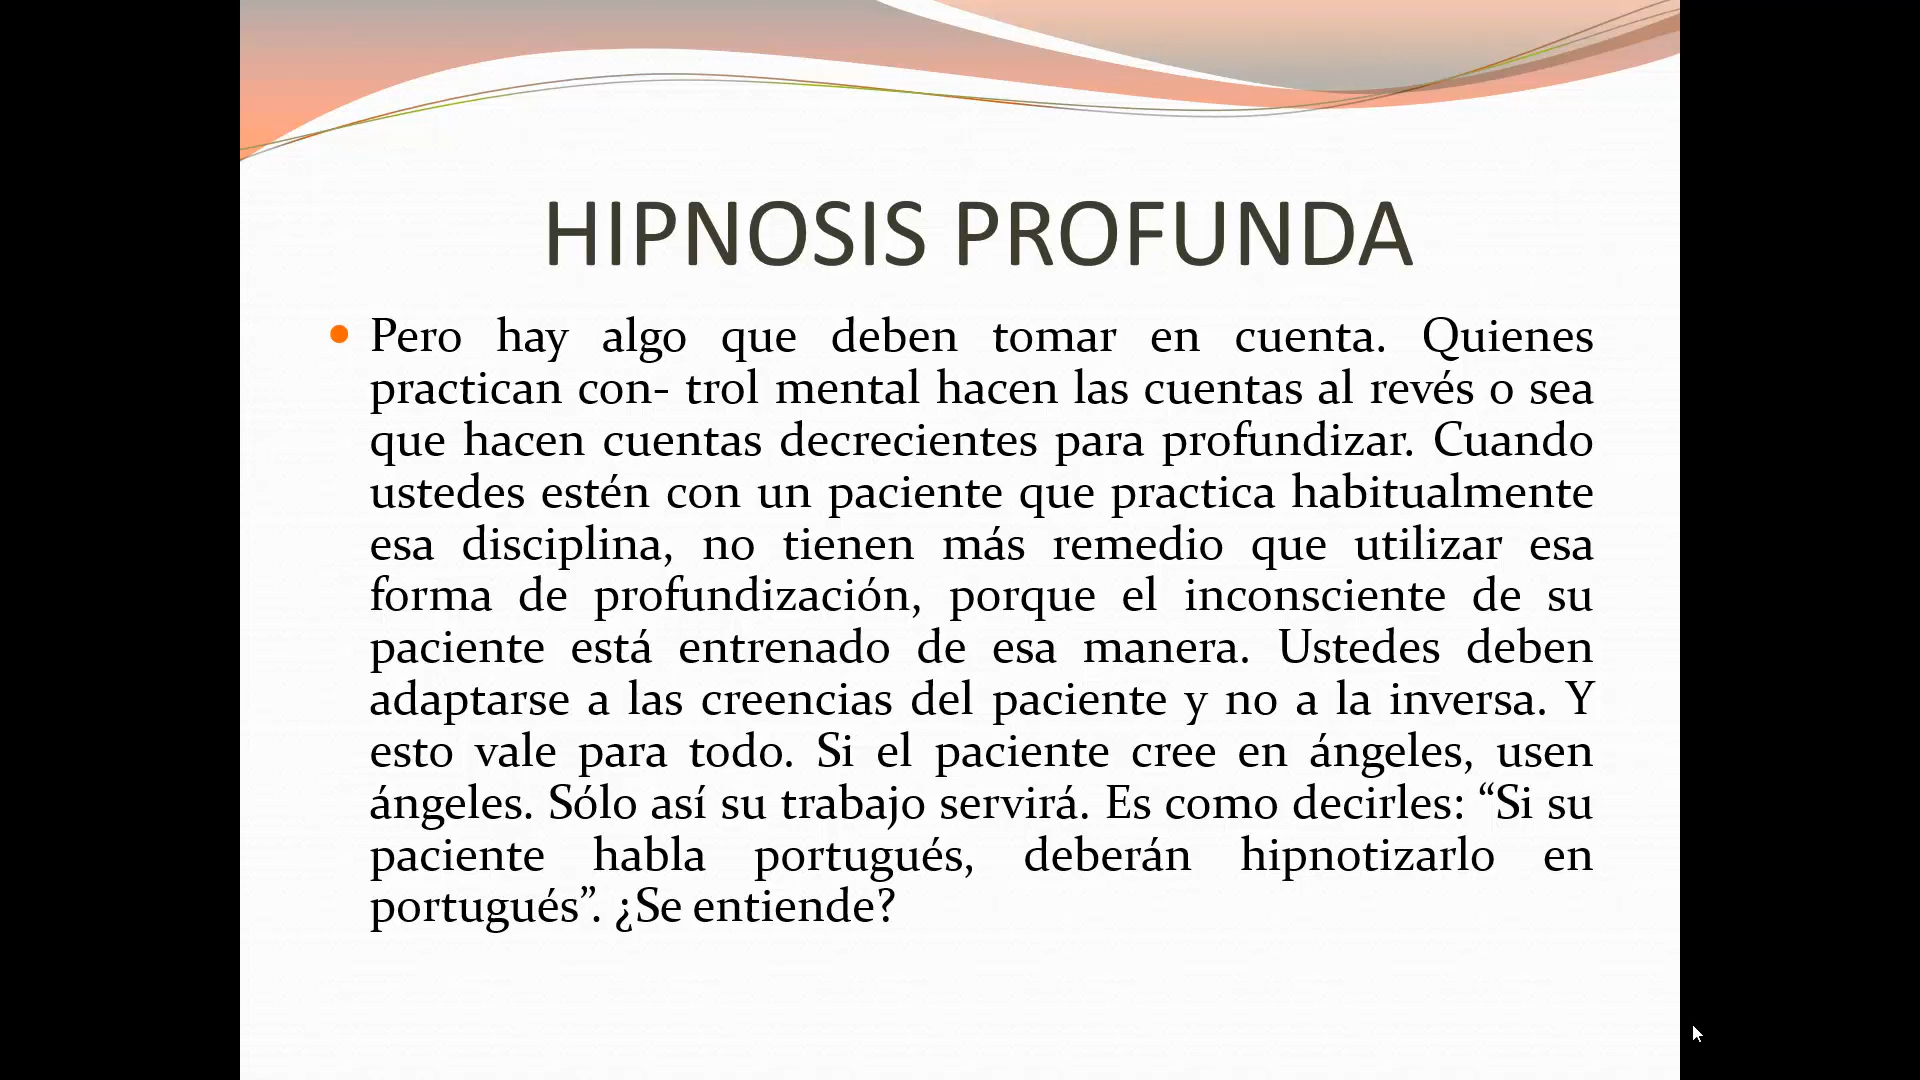 HIPNOSIS PROFUNDA
Pero hay algo que deben tomar en cuenta. Quienes
practican con- trol mental hacen las cuentas al revés o sea
que hacen cuentas decrecientes para profundizar. Cuando
ustedes estén con un paciente que practica habitualmente
esa disciplina, no tienen más remedio que utilizar esa
forma de profundización, porque el inconsciente de su
paciente está entrenado de esa manera. Ustedes deben
adaptarse a las creencias del paciente y no a la inversa. Y
esto vale para todo. Si el paciente cree en ángeles, usen
ángeles. Sólo así su trabajo servirá. Es como decirles: “Si su
paciente habla portugués, deberán hipnotizarlo en
portugués”. ¿Se entiende?